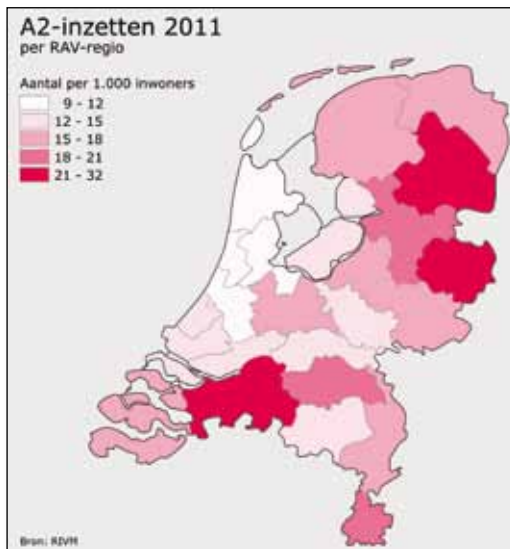 A2-inzetten 2011
per RAV-regio
Aantal per 1.000 inwoners
9 - 12
12 - 15
15 - 18
18 - 21
21 - 32
Bron: RIVM